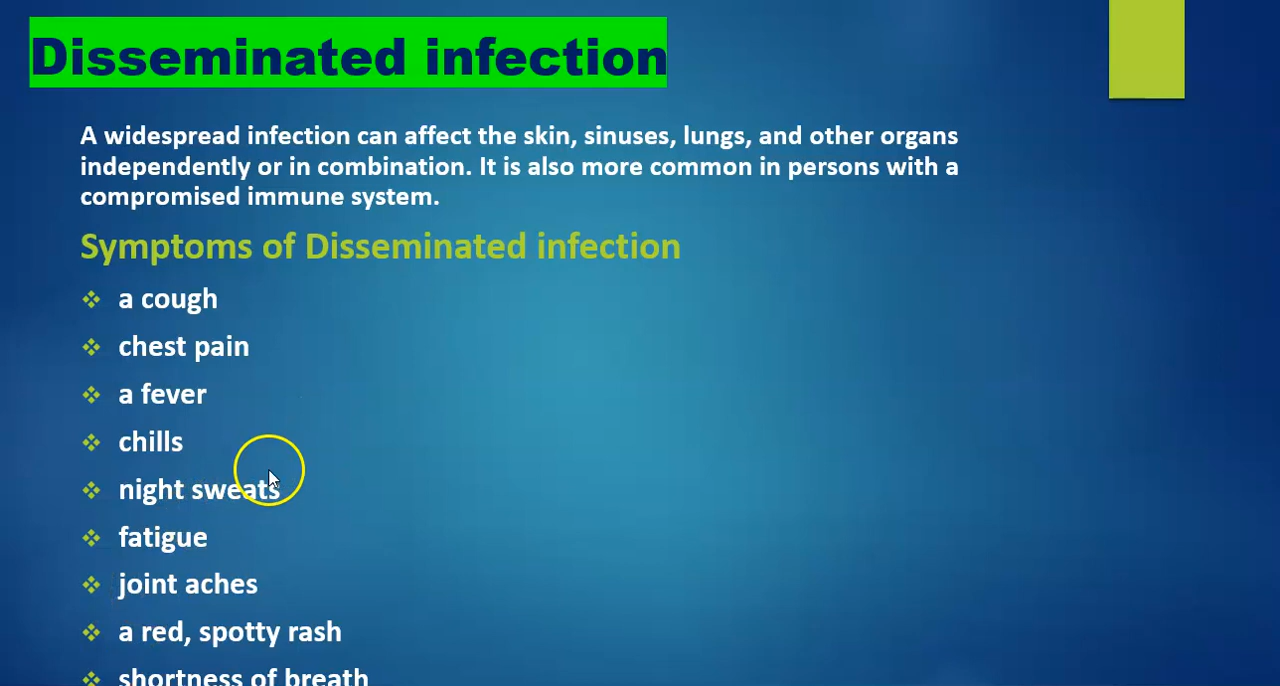 Disseminated infection
A widespread infection can affect the skin, sinuses, lungs, and other organs
independently or in combination. It is also more common in persons with a
compromised immune system.
Symptoms of Disseminated infection
a cough
chest pain
a fever
chills
night sweats
fatigue
joint aches
a red, spotty rash
shortness of breath